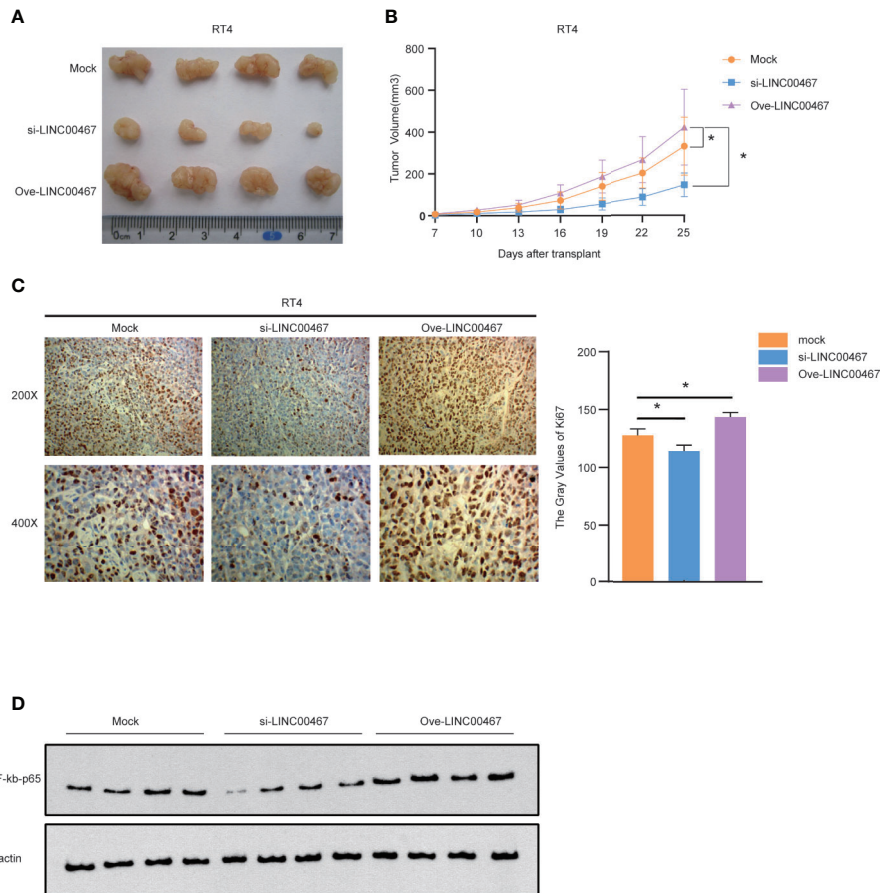 A
RT4
Mock
si-LINC00467
Ove-LINC00467
0cm 1 2 3 4 5 6 7
B
RT4
Tumor Volume(mm3)
800
600
400
200
0
7 10 13 16 19 22 25
Days after transplant
Mock
si-LINC00467
Ove-LINC00467
*
*
C
RT4
Mock si-LINC00467 Ove-LINC00467
200X
400X
The Gray Values of Ki67
200
150
100
50
0
*
*
mock
si-LINC00467
Ove-LINC00467
D
Mock si-LINC00467 Ove-LINC00467
F-kb-p65
actin